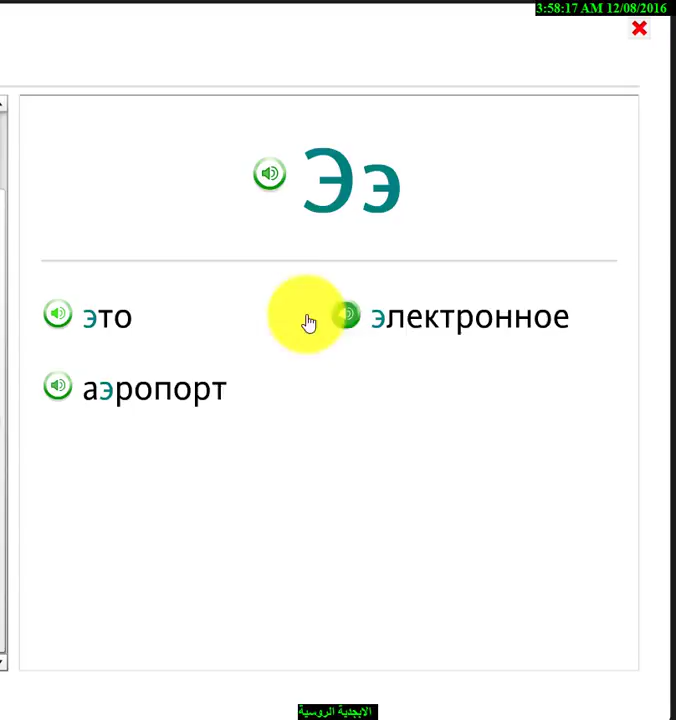 3:58:17 AM 12/08/2016
Ээ
это электронное
аэропорт
الابجدية الروسية